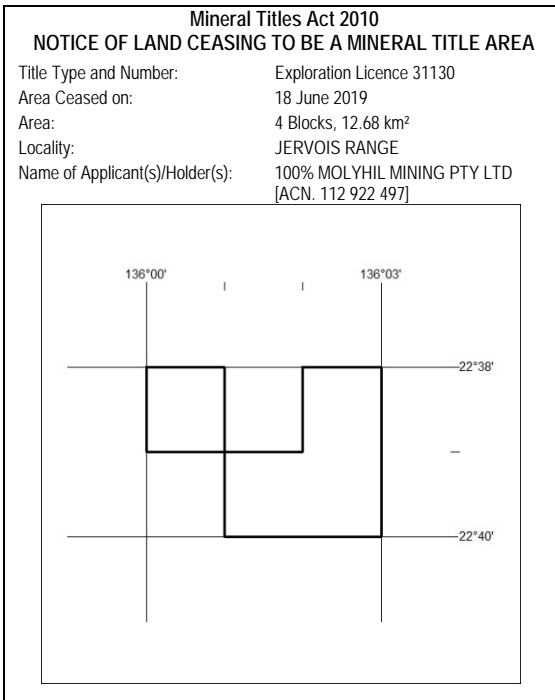 Mineral Titles Act 2010
NOTICE OF LAND CEASING TO BE A MINERAL TITLE AREA
Title Type and Number: Exploration Licence 31130
Area Ceased on: 18 June 2019
Area: 4 Blocks, 12.68 km²
Locality: JERVOIS RANGE
Name of Applicant(s)/Holder(s): 100% MOLYHIL MINING PTY LTD
[ACN. 112 922 497]
136°00' 136°03'
22°38'
22°40'